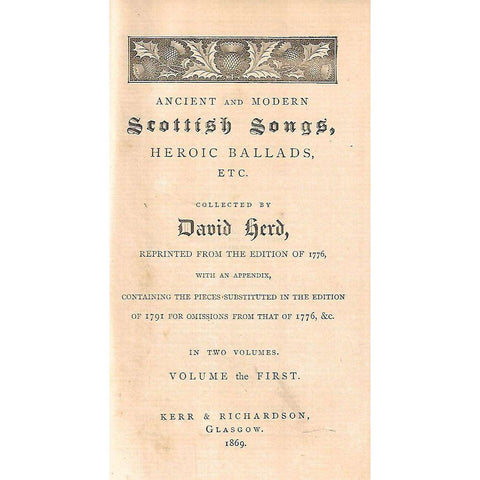 ANCIENT AND MODERN
Scottish Songs,
HEROIC BALLADS,
ETC.
COLLECTED BY
David Herd,
REPRINTED FROM THE EDITION OF 1776,
WITH AN APPENDIX,
CONTAINING THE PIECES SUBSTITUTED IN THE EDITION
OF 1791 FOR OMISSIONS FROM THAT OF 1776, &c.
IN TWO VOLUMES.
VOLUME the FIRST.
KERR & RICHARDSON,
GLASGOW.
1869.